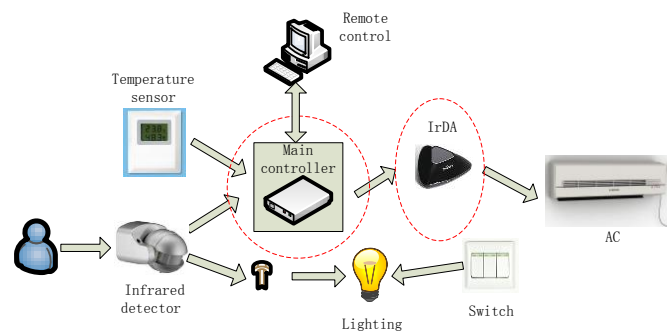 Remote
control
Temperature
sensor
IrDA
Main
controller
AC
Infrared
detector
Switch
Lighting